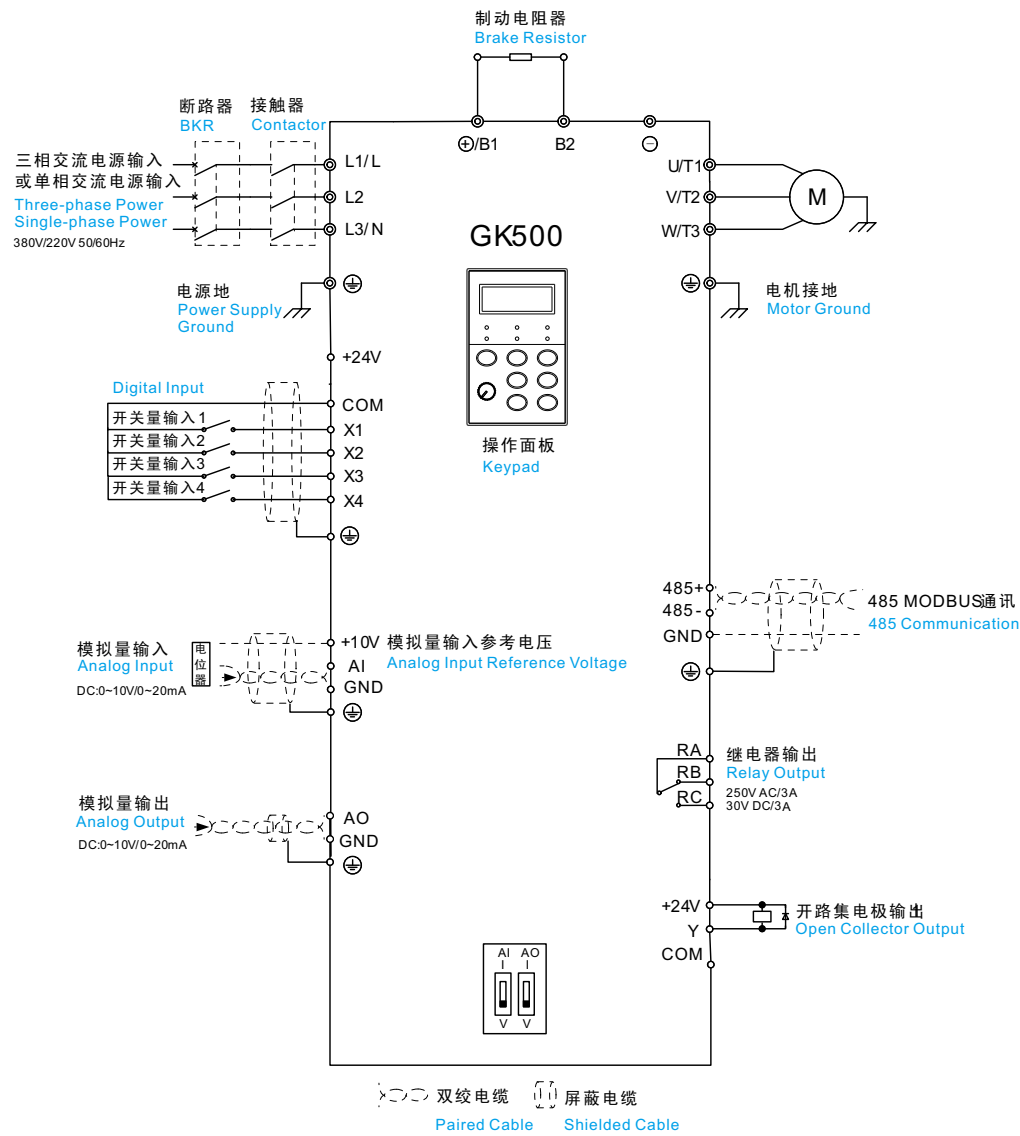 制动电阻器
Brake Resistor
断路器
BKR
接触器
Contactor
⊕/B1
B2
⊖
三相交流电源输入
或单相交流电源输入
Three-phase Power
Single-phase Power
380V/220V 50/60Hz
L1/L
L2
L3/N
U/T1
V/T2
W/T3
M
GK500
电源地
Power Supply
Ground
电机接地
Motor Ground
+24V
Digital Input
COM
开关量输入1
X1
开关量输入2
X2
开关量输入3
X3
开关量输入4
X4
操作面板
Keypad
485+
485-
GND
485 MODBUS通讯
485 Communication
模拟量输入
Analog Input
DC:0~10V/0~20mA
电位器
+10V 模拟量输入参考电压
Analog Input Reference Voltage
AI
GND
RA
RB
RC
继电器输出
Relay Output
250V AC/3A
30V DC/3A
模拟量输出
Analog Output
DC:0~10V/0~20mA
AO
GND
+24V
Y
COM
开路集电极输出
Open Collector Output
AI AO
I I
V V
双绞电缆
Paired Cable
屏蔽电缆
Shielded Cable